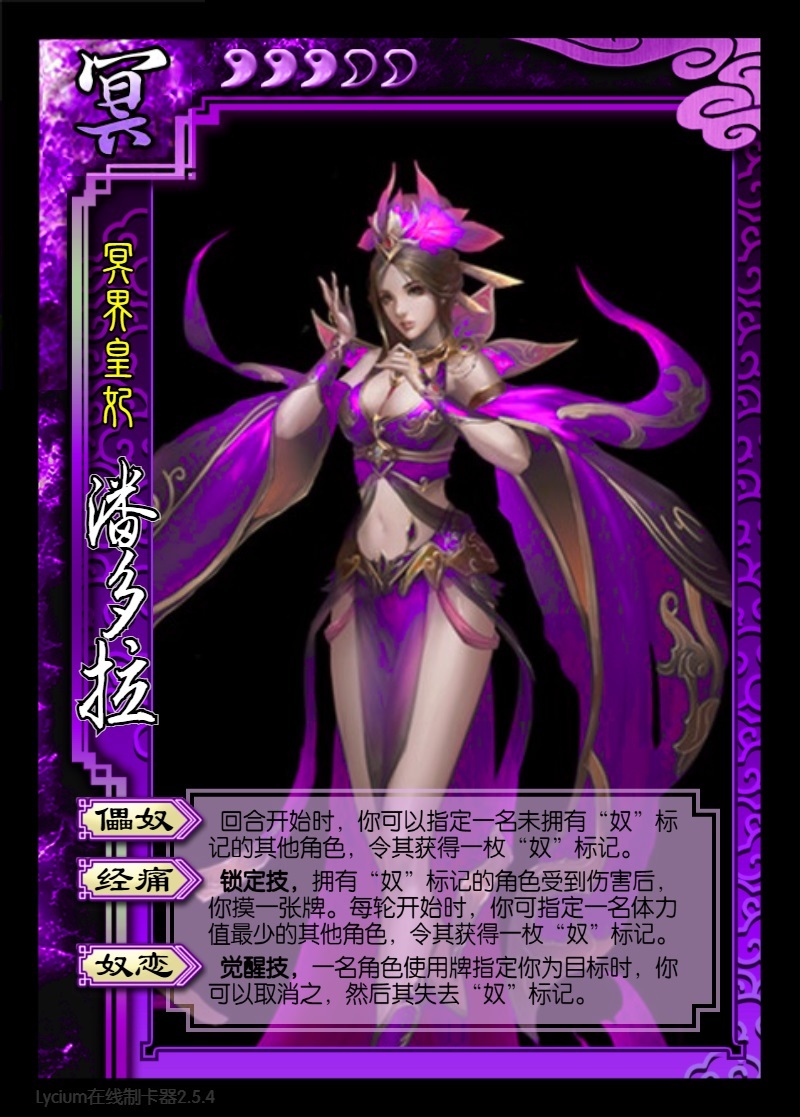 冥
冥界皇妃
潘多拉
儡奴
回合开始时，你可以指定一名未拥有“奴”标
记的其他角色，令其获得一枚“奴”标记。
经痛
锁定技，拥有“奴”标记的角色受到伤害后，
你摸一张牌。每轮开始时，你可指定一名体力
值最少的其他角色，令其获得一枚“奴”标记。
奴恋
觉醒技，一名角色使用牌指定你为目标时，你
可以取消之，然后其失去“奴”标记。
Lycium在线制卡器2.5.4